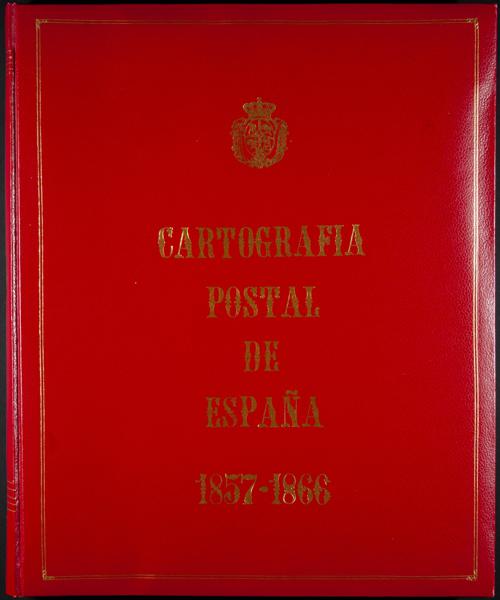 CARTOGRAFIA
POSTAL
DE
ESPAÑA
1857-1866